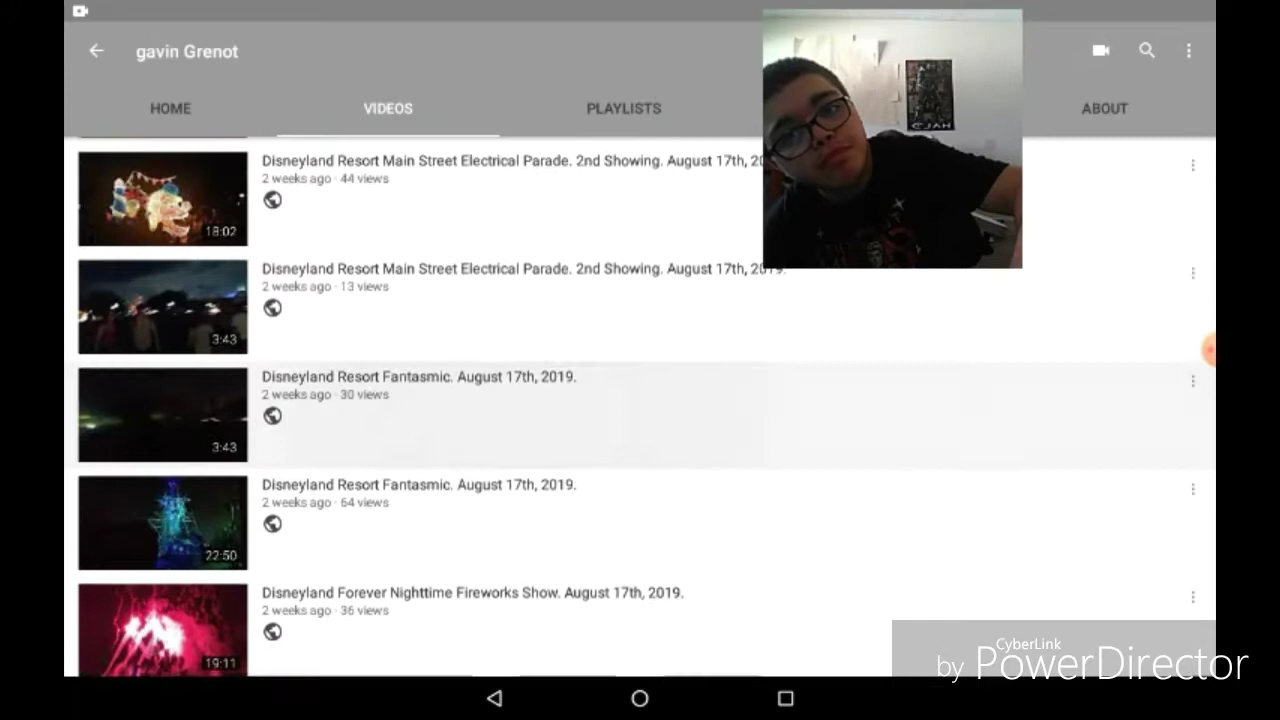 gavin Grenot
HOME
VIDEOS
PLAYLISTS
ABOUT
Disneyland Resort Main Street Electrical Parade. 2nd Showing. August 17th, 20
2 weeks ago · 44 views
18:02
Disneyland Resort Main Street Electrical Parade. 2nd Showing. August 17th, 2019.
2 weeks ago · 13 views
3:43
Disneyland Resort Fantasmic. August 17th, 2019.
2 weeks ago · 30 views
3:43
Disneyland Resort Fantasmic. August 17th, 2019.
2 weeks ago · 64 views
22:50
Disneyland Forever Nighttime Fireworks Show. August 17th, 2019.
2 weeks ago · 36 views
19:11
CyberLink
by PowerDirector